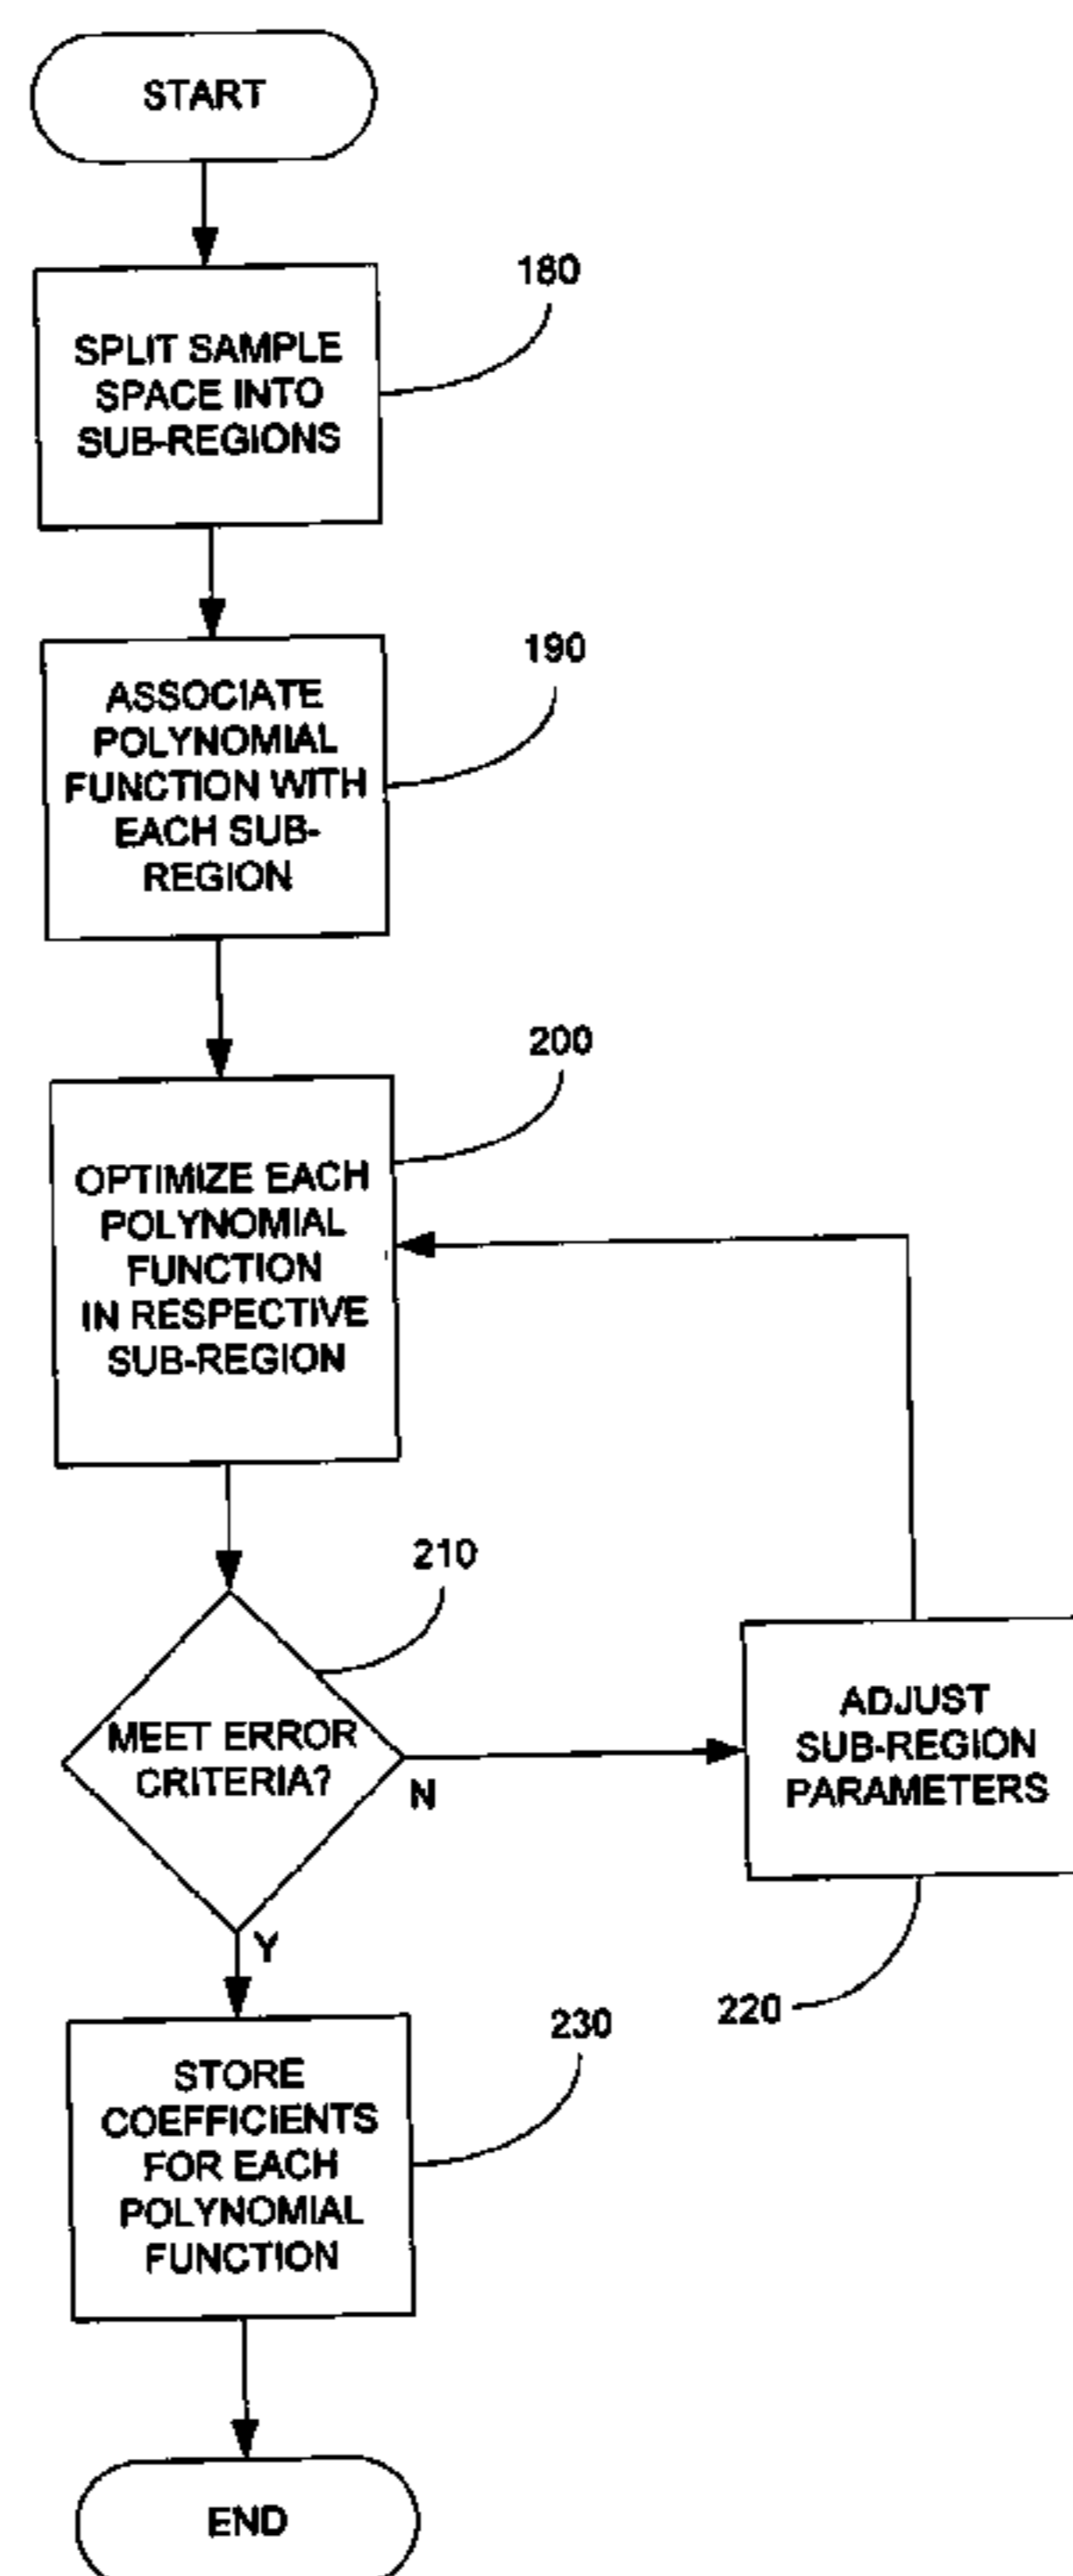 START
180
SPLIT SAMPLE
SPACE INTO
SUB-REGIONS
190
ASSOCIATE
POLYNOMIAL
FUNCTION WITH
EACH SUB-
REGION
200
OPTIMIZE EACH
POLYNOMIAL
FUNCTION
IN RESPECTIVE
SUB-REGION
210
MEET ERROR
CRITERIA?
N
ADJUST
SUB-REGION
PARAMETERS
220
Y
230
STORE
COEFFICIENTS
FOR EACH
POLYNOMIAL
FUNCTION
END